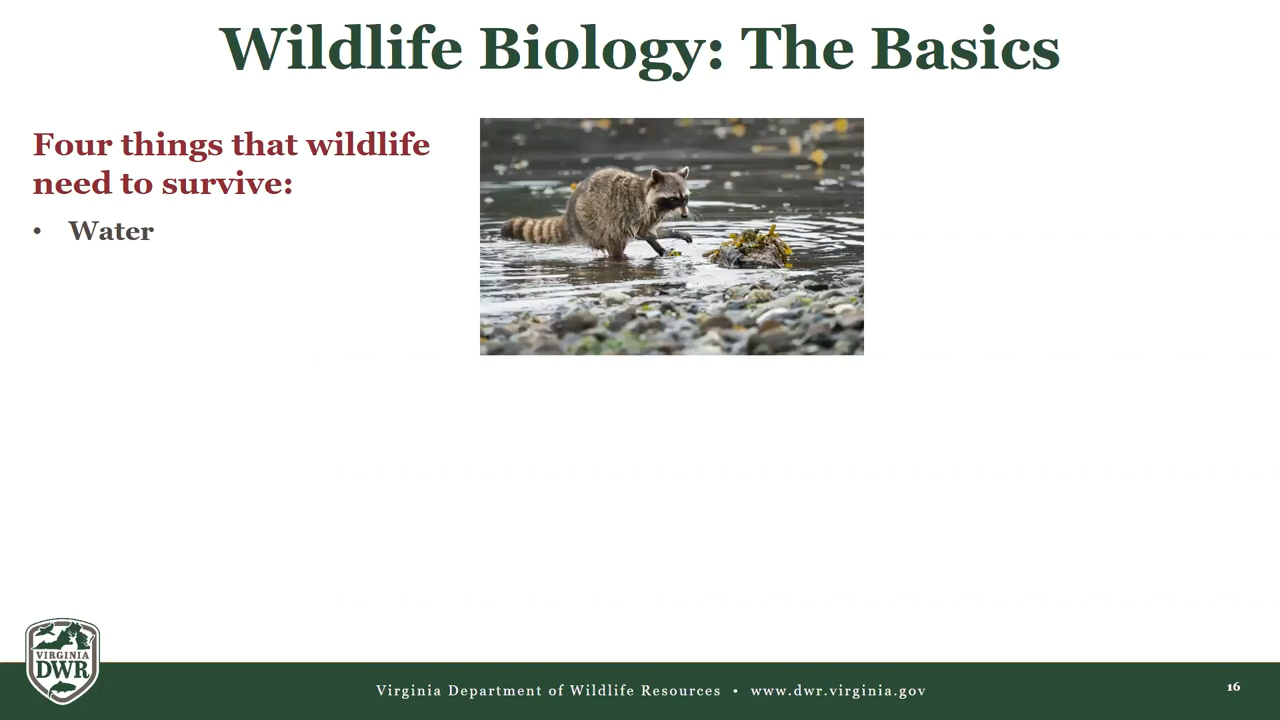 Wildlife Biology: The Basics
Four things that wildlife
need to survive:
• Water
VIRGINIA
DWR
Virginia Department of Wildlife Resources • www.dwr.virginia.gov
16